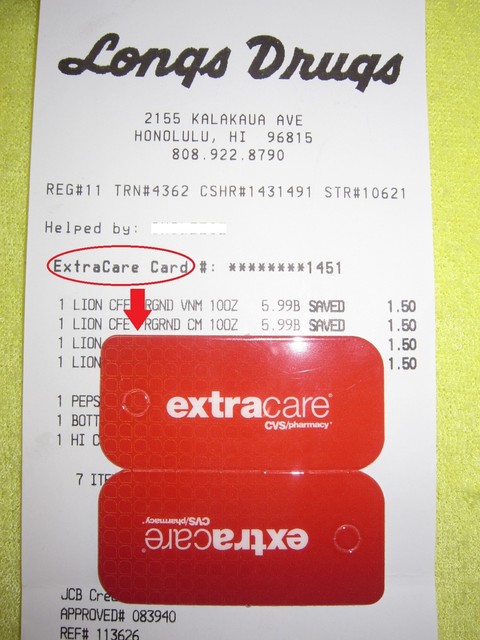 Longs Drugs
2155 KALAKAUA AVE
HONOLULU, HI 96815
808.922.8790
REG#11 TRN#4362 CSHR#1431491 STR#10621
Helped by:
ExtraCare Card #: ********1451
1 LION CFE RGND VNM 10OZ 5.99B SAVED 1.50
1 LION CFE RGRND CM 10OZ 5.99B SAVED 1.50
1 LION 1.50
1 LION 1.50
extracare®
CVS/pharmacy®
1 PEPS
1 BOTT
1 HI C
7 ITE
extracare®
CVS/pharmacy®
JCB Cre
APPROVED# 083940
REF# 113626